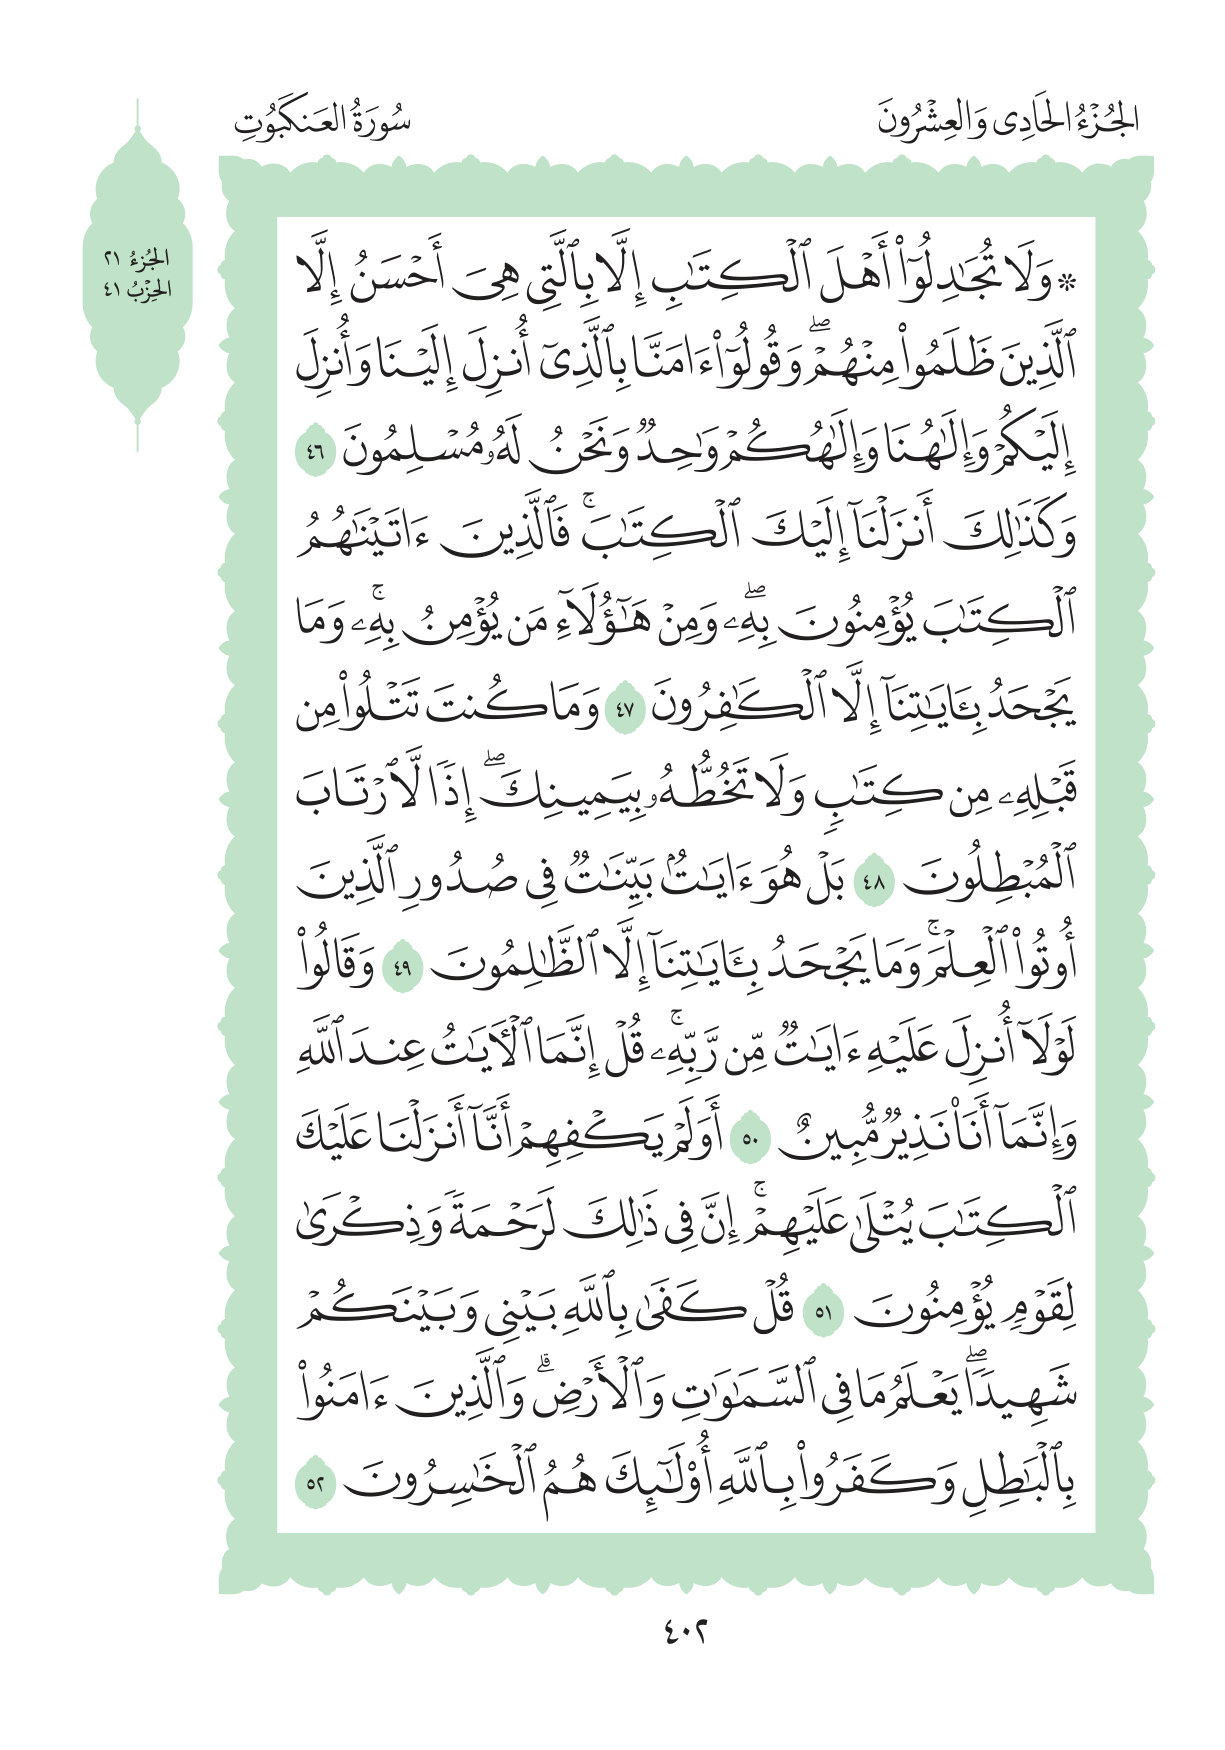 الجُزْءُ الحَادِى وَالعِشْرُونَ
سُورَةُ العَنكَبُوتِ
الجُزءُ ٢١
الحِزْبُ ٤١
۞ وَلَا تُجَٰدِلُوٓا۟ أَهْلَ ٱلْكِتَٰبِ إِلَّا بِٱلَّتِى هِىَ أَحْسَنُ إِلَّا
ٱلَّذِينَ ظَلَمُوا۟ مِنْهُمْۖ وَقُولُوٓا۟ ءَامَنَّا بِٱلَّذِىٓ أُنزِلَ إِلَيْنَا وَأُنزِلَ
إِلَيْكُمْ وَإِلَٰهُنَا وَإِلَٰهُكُمْ وَٰحِدٌ وَنَحْنُ لَهُۥ مُسْلِمُونَ ٤٦
وَكَذَٰلِكَ أَنزَلْنَآ إِلَيْكَ ٱلْكِتَٰبَۚ فَٱلَّذِينَ ءَاتَيْنَٰهُمُ
ٱلْكِتَٰبَ يُؤْمِنُونَ بِهِۦۖ وَمِنْ هَٰٓؤُلَآءِ مَن يُؤْمِنُ بِهِۦۚ وَمَا
يَجْحَدُ بِـَٔايَٰتِنَآ إِلَّا ٱلْكَٰفِرُونَ ٤٧ وَمَا كُنتَ تَتْلُوا۟ مِن
قَبْلِهِۦ مِن كِتَٰبٍ وَلَا تَخُطُّهُۥ بِيَمِينِكَۖ إِذًا لَّٱرْتَابَ
ٱلْمُبْطِلُونَ ٤٨ بَلْ هُوَ ءَايَٰتٌۢ بَيِّنَٰتٌ فِى صُدُورِ ٱلَّذِينَ
أُوتُوا۟ ٱلْعِلْمَۚ وَمَا يَجْحَدُ بِـَٔايَٰتِنَآ إِلَّا ٱلظَّٰلِمُونَ ٤٩ وَقَالُوا۟
لَوْلَآ أُنزِلَ عَلَيْهِ ءَايَٰتٌ مِّن رَّبِّهِۦۚ قُلْ إِنَّمَا ٱلْـَٔايَٰتُ عِندَ ٱللَّهِ
وَإِنَّمَآ أَنَا۠ نَذِيرٌ مُّبِينٌ ٥٠ أَوَلَمْ يَكْفِهِمْ أَنَّآ أَنزَلْنَا عَلَيْكَ
ٱلْكِتَٰبَ يُتْلَىٰ عَلَيْهِمْۚ إِنَّ فِى ذَٰلِكَ لَرَحْمَةً وَذِكْرَىٰ
لِقَوْمٍ يُؤْمِنُونَ ٥١ قُلْ كَفَىٰ بِٱللَّهِ بَيْنِى وَبَيْنَكُمْ
شَهِيدًاۖ يَعْلَمُ مَا فِى ٱلسَّمَٰوَٰتِ وَٱلْأَرْضِۗ وَٱلَّذِينَ ءَامَنُوا۟
بِٱلْبَٰطِلِ وَكَفَرُوا۟ بِٱللَّهِ أُو۟لَٰٓئِكَ هُمُ ٱلْخَٰسِرُونَ ٥٢
٤٠٢